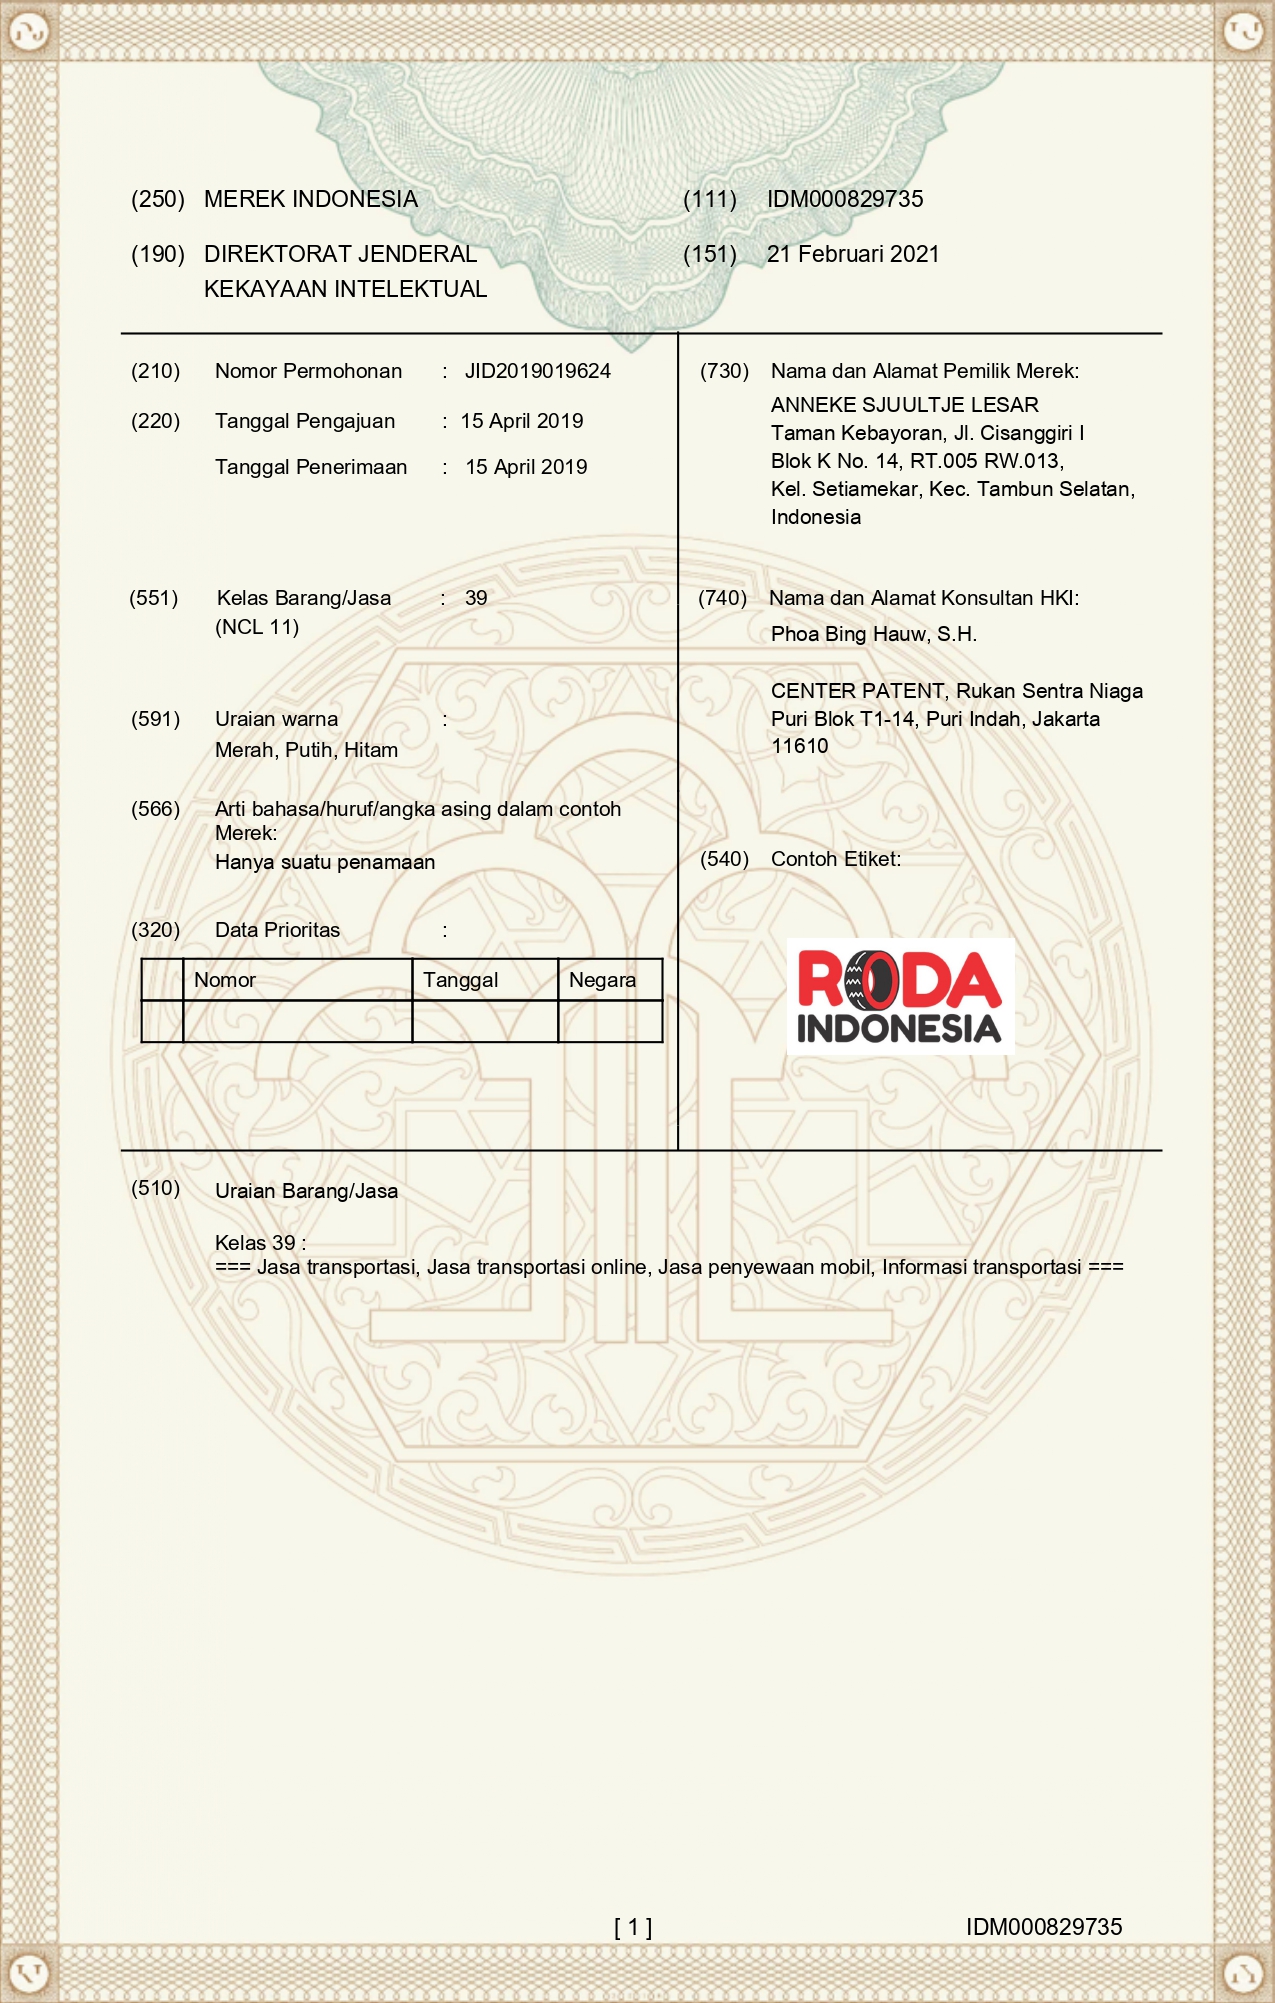 (250) MEREK INDONESIA
(111) IDM000829735
(190) DIREKTORAT JENDERAL
KEKAYAAN INTELEKTUAL
(151) 21 Februari 2021
(210) Nomor Permohonan : JID2019019624
(220) Tanggal Pengajuan : 15 April 2019
Tanggal Penerimaan : 15 April 2019
(551) Kelas Barang/Jasa : 39
(NCL 11)
(591) Uraian warna :
Merah, Putih, Hitam
(566) Arti bahasa/huruf/angka asing dalam contoh
Merek:
Hanya suatu penamaan
(320) Data Prioritas :
Nomor Tanggal Negara
(730) Nama dan Alamat Pemilik Merek:
ANNEKE SJUULTJE LESAR
Taman Kebayoran, Jl. Cisanggiri I
Blok K No. 14, RT.005 RW.013,
Kel. Setiamekar, Kec. Tambun Selatan,
Indonesia
(740) Nama dan Alamat Konsultan HKI:
Phoa Bing Hauw, S.H.
CENTER PATENT, Rukan Sentra Niaga
Puri Blok T1-14, Puri Indah, Jakarta
11610
(540) Contoh Etiket:
RODA
INDONESIA
(510) Uraian Barang/Jasa
Kelas 39 :
=== Jasa transportasi, Jasa transportasi online, Jasa penyewaan mobil, Informasi transportasi ===
[ 1 ]
IDM000829735